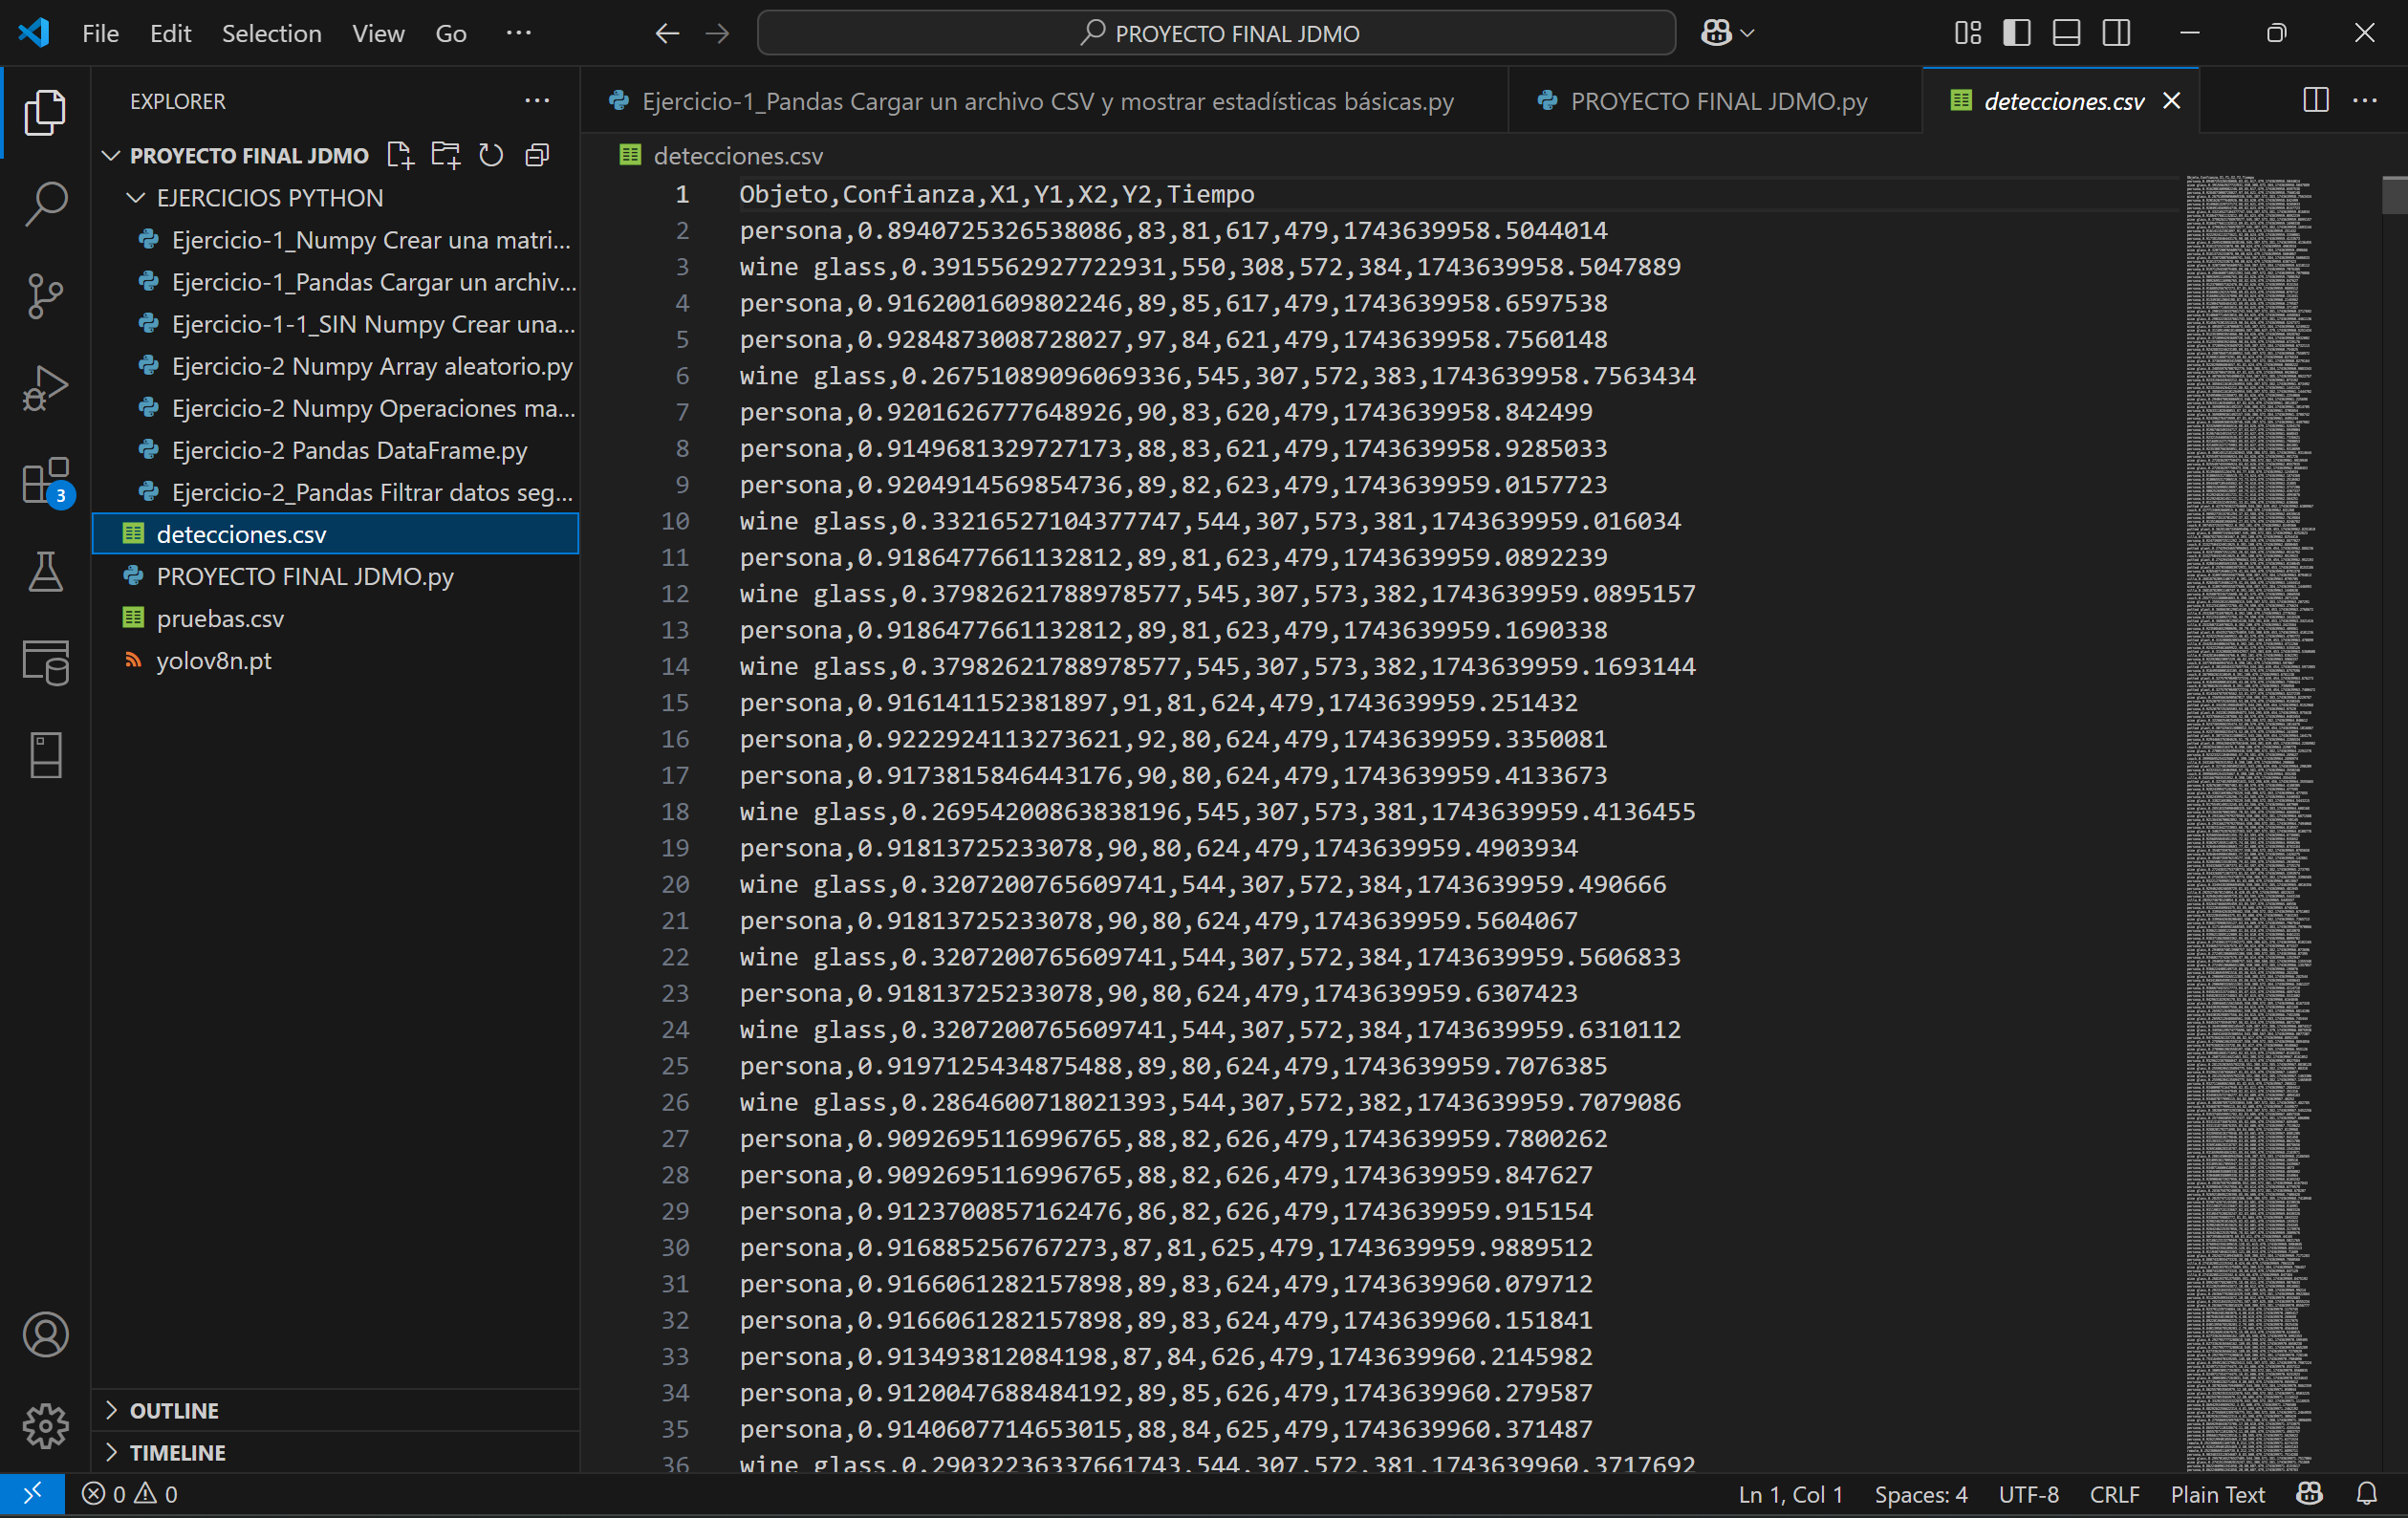 File Edit Selection View Go ··· PROYECTO FINAL JDMO
EXPLORER ···
PROYECTO FINAL JDMO
EJERCICIOS PYTHON
Ejercicio-1_Numpy Crear una matri...
Ejercicio-1_Pandas Cargar un archiv...
Ejercicio-1-1_SIN Numpy Crear una...
Ejercicio-2 Numpy Array aleatorio.py
Ejercicio-2 Numpy Operaciones ma...
Ejercicio-2 Pandas DataFrame.py
Ejercicio-2_Pandas Filtrar datos seg...
detecciones.csv
PROYECTO FINAL JDMO.py
pruebas.csv
yolov8n.pt
3
OUTLINE
TIMELINE
Ejercicio-1_Pandas Cargar un archivo CSV y mostrar estadísticas básicas.py PROYECTO FINAL JDMO.py detecciones.csv
detecciones.csv
1 Objeto,Confianza,X1,Y1,X2,Y2,Tiempo
2 persona,0.8940725326538086,83,81,617,479,1743639958.5044014
3 wine glass,0.3915562927722931,550,308,572,384,1743639958.5047889
4 persona,0.9162001609802246,89,85,617,479,1743639958.6597538
5 persona,0.9284873008728027,97,84,621,479,1743639958.7560148
6 wine glass,0.26751089096069336,545,307,572,383,1743639958.7563434
7 persona,0.9201626777648926,90,83,620,479,1743639958.842499
8 persona,0.9149681329727173,88,83,621,479,1743639958.9285033
9 persona,0.9204914569854736,89,82,623,479,1743639959.0157723
10 wine glass,0.33216527104377747,544,307,573,381,1743639959.016034
11 persona,0.9186477661132812,89,81,623,479,1743639959.0892239
12 wine glass,0.37982621788978577,545,307,573,382,1743639959.0895157
13 persona,0.9186477661132812,89,81,623,479,1743639959.1690338
14 wine glass,0.37982621788978577,545,307,573,382,1743639959.1693144
15 persona,0.916141152381897,91,81,624,479,1743639959.251432
16 persona,0.9222924113273621,92,80,624,479,1743639959.3350081
17 persona,0.9173815846443176,90,80,624,479,1743639959.4133673
18 wine glass,0.26954200863838196,545,307,573,381,1743639959.4136455
19 persona,0.91813725233078,90,80,624,479,1743639959.4903934
20 wine glass,0.3207200765609741,544,307,572,384,1743639959.490666
21 persona,0.91813725233078,90,80,624,479,1743639959.5604067
22 wine glass,0.3207200765609741,544,307,572,384,1743639959.5606833
23 persona,0.91813725233078,90,80,624,479,1743639959.6307423
24 wine glass,0.3207200765609741,544,307,572,384,1743639959.6310112
25 persona,0.9197125434875488,89,80,624,479,1743639959.7076385
26 wine glass,0.2864600718021393,544,307,572,382,1743639959.7079086
27 persona,0.9092695116996765,88,82,626,479,1743639959.7800262
28 persona,0.9092695116996765,88,82,626,479,1743639959.847627
29 persona,0.9123700857162476,86,82,626,479,1743639959.915154
30 persona,0.916885256767273,87,81,625,479,1743639959.9889512
31 persona,0.9166061282157898,89,83,624,479,1743639960.079712
32 persona,0.9166061282157898,89,83,624,479,1743639960.151841
33 persona,0.913493812084198,87,84,626,479,1743639960.2145982
34 persona,0.9120047688484192,89,85,626,479,1743639960.279587
35 persona,0.9140607714653015,88,84,625,479,1743639960.371487
36 wine glass,0.29032236337661743,544,307,572,381,1743639960.3717692
0 0 Ln 1, Col 1 Spaces: 4 UTF-8 CRLF Plain Text